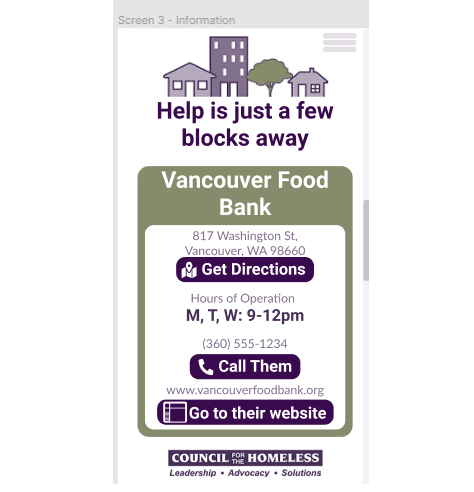 Screen 3 - Information
Help is just a few
blocks away
Vancouver Food
Bank
817 Washington St,
Vancouver, WA 98660
Get Directions
Hours of Operation
M, T, W: 9-12pm
(360) 555-1234
Call Them
www.vancouverfoodbank.org
Go to their website
COUNCIL FOR THE HOMELESS
Leadership • Advocacy • Solutions